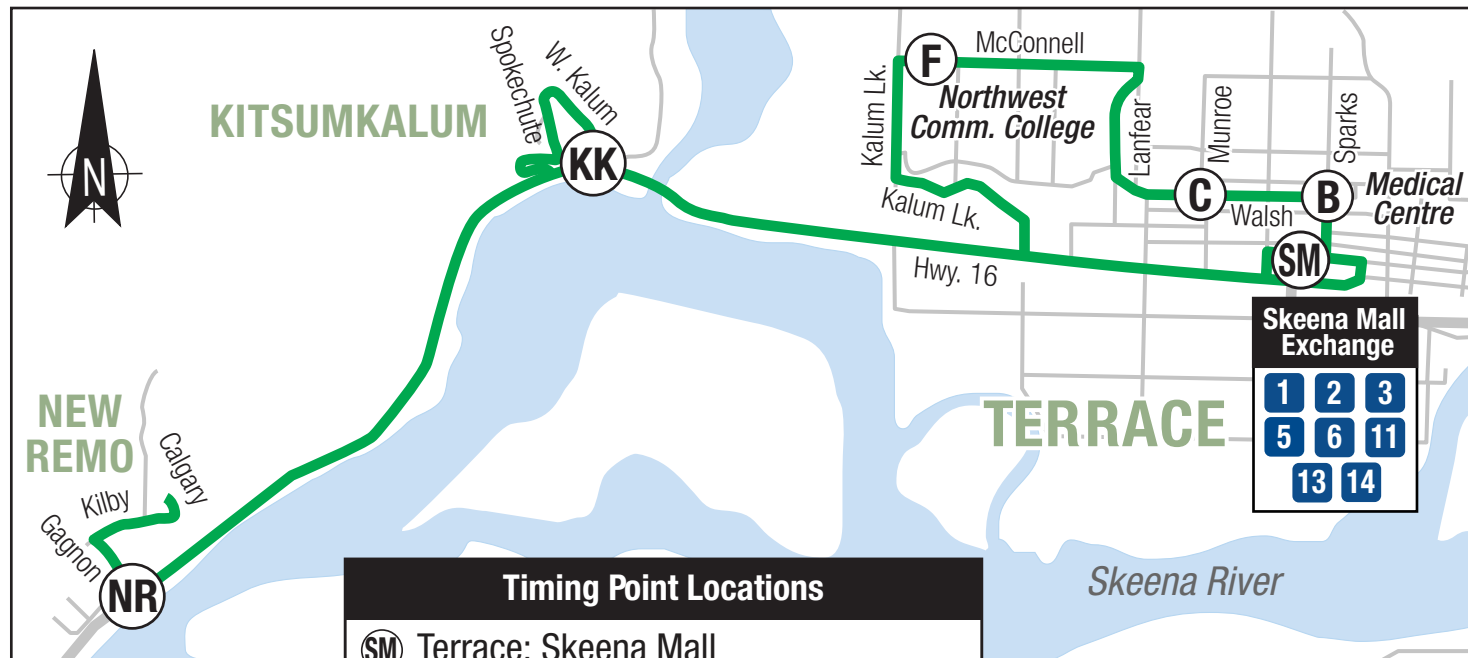 Spokechute
W. Kalum
KITSUMKALUM
KK
N
F
McConnell
Northwest
Comm. College
Kalum Lk.
Kalum Lk.
Lanfear
Munroe
Sparks
C
Walsh
B
Medical
Centre
SM
Hwy. 16
Skeena Mall
Exchange
1 2 3
5 6 11
13 14
TERRACE
NEW
REMO
Calgary
Kilby
Gagnon
NR
Skeena River
Timing Point Locations
SM Terrace: Skeena Mall